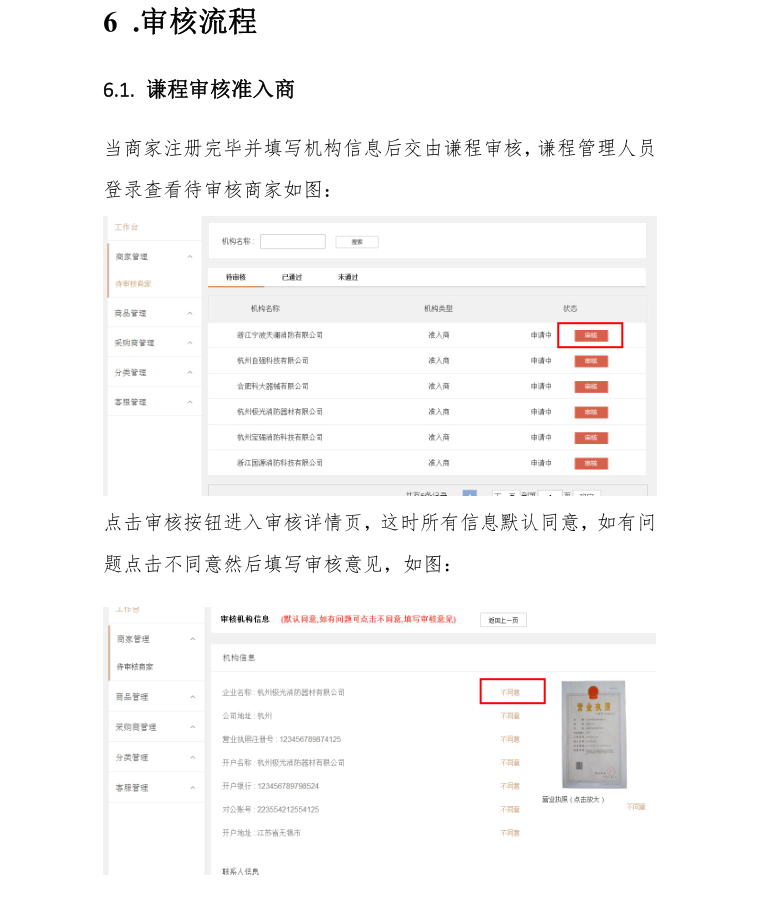 6 .审核流程
6.1. 谦程审核准入商
当商家注册完毕并填写机构信息后交由谦程审核，谦程管理人员
登录查看待审核商家如图：
工作台
机构名称： 搜索
商家管理
待审核 已通过 未通过
待审核商家
机构名称 机构类型 状态
商品管理
浙江宁波天澜消防有限公司 准入商 申请中 审核
采购商管理
杭州自强科技有限公司 准入商 申请中 审核
分类管理
合肥科大器械有限公司 准入商 申请中 审核
客服管理
杭州极光消防器材有限公司 准入商 申请中 审核
杭州宝强消防科技有限公司 准入商 申请中 审核
浙江国源消防科技有限公司 准入商 申请中 审核
点击审核按钮进入审核详情页，这时所有信息默认同意，如有问
题点击不同意然后填写审核意见，如图：
工作台
审核机构信息 (默认同意,如有问题可点击不同意,填写审核意见) 返回上一页
商家管理
机构信息
待审核商家
企业名称：杭州极光消防器材有限公司 不同意
商品管理
公司地址：杭州 不同意
采购商管理
营业执照注册号：123456789874125 不同意
开户名称：杭州极光消防器材有限公司 不同意
分类管理
开户银行：123456789798524 不同意
客服管理
对公账号：223554212554125 不同意
开户地址：江苏省无锡市 不同意
营业执照
营业执照（点击放大） 不同意
联系人信息